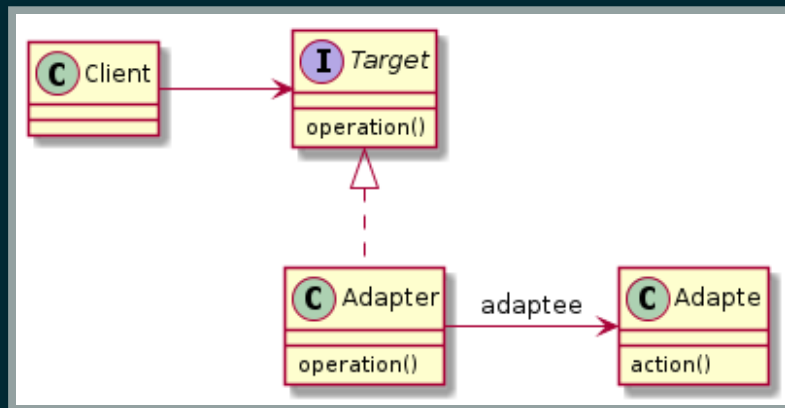 C Client
I Target
operation()
C Adapter
operation()
adaptee
C Adapte
action()